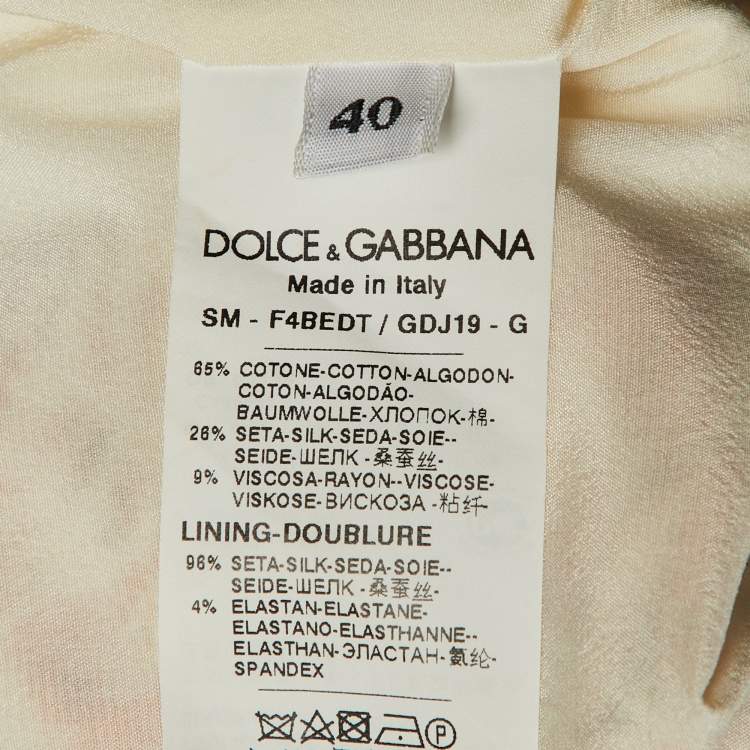 40
DOLCE & GABBANA
Made in Italy
SM - F4BEDT / GDJ19 - G
65% COTONE-COTTON-ALGODON-
COTON-ALGODÃO-
BAUMWOLLE-ХЛОПОК-棉-
26% SETA-SILK-SEDA-SOIE--
SEIDE-ШЕЛК -桑蚕丝-
9% VISCOSA-RAYON--VISCOSE-
VISKOSE-ВИСКОЗА -粘纤-
LINING-DOUBLURE
96% SETA-SILK-SEDA-SOIE--
SEIDE-ШЕЛК -桑蚕丝-
4% ELASTAN-ELASTANE-
ELASTANO-ELASTHANNE--
ELASTHAN-ЭЛАСТАН-氨纶-
SPANDEX
P